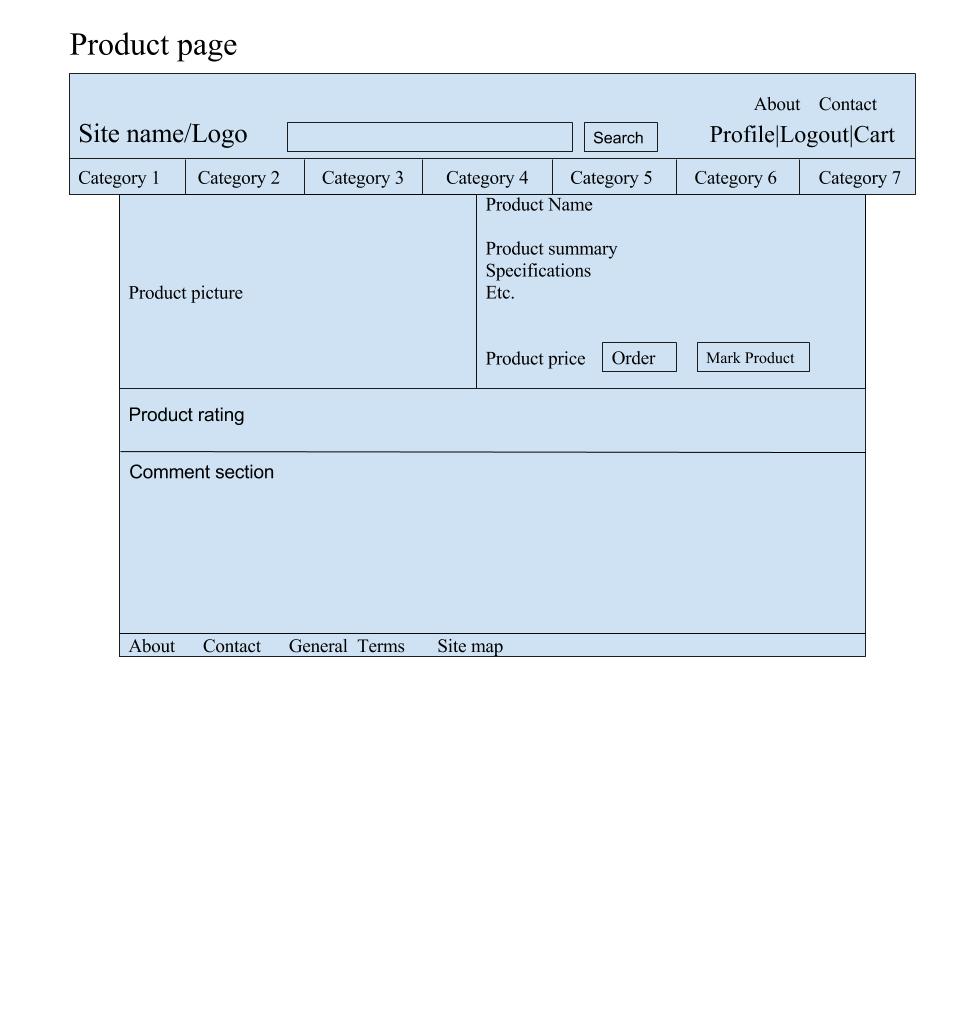 Product page
About Contact
Site name/Logo
Search
Profile|Logout|Cart
Category 1
Category 2
Category 3
Category 4
Category 5
Category 6
Category 7
Product picture
Product Name
Product summary
Specifications
Etc.
Product price
Order
Mark Product
Product rating
Comment section
About Contact General Terms Site map